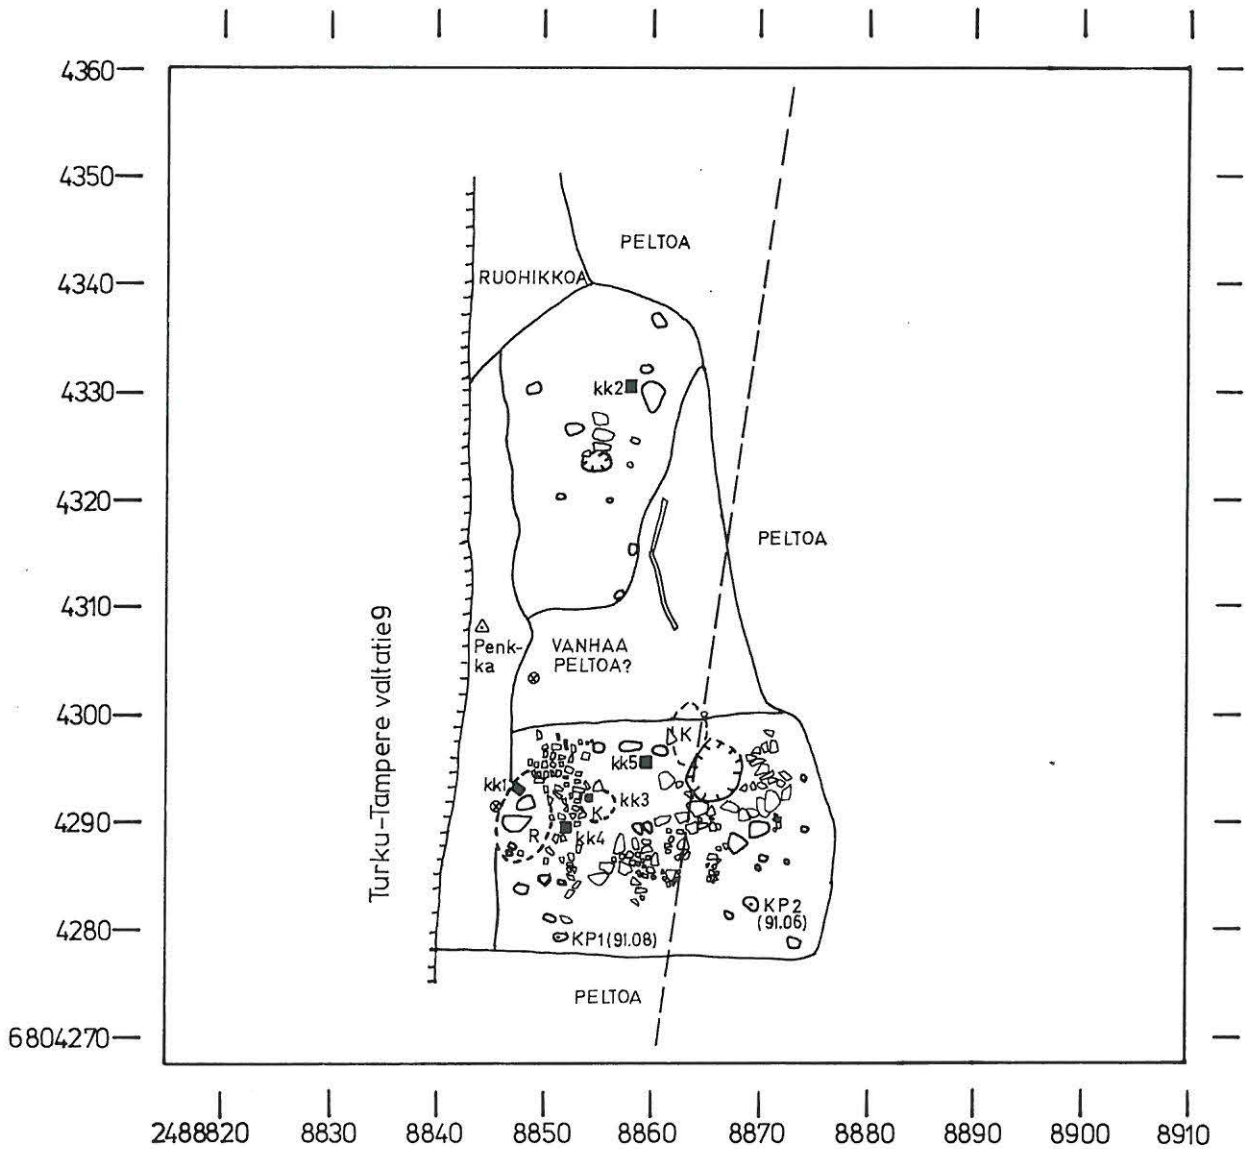 4360
4350
PELTOA
4340
RUOHIKKOA
4330
kk2
4320
PELTOA
4310
Penk-
ka
VANHAA
PELTOA?
Turku-Tampere valtatie9
4300
K
kk5
kk1
kk3
K
4290
R
kk4
KP2
(91.06)
4280
KP1(91.08)
PELTOA
6804270
2488820
8830
8840
8850
8860
8870
8880
8890
8900
8910